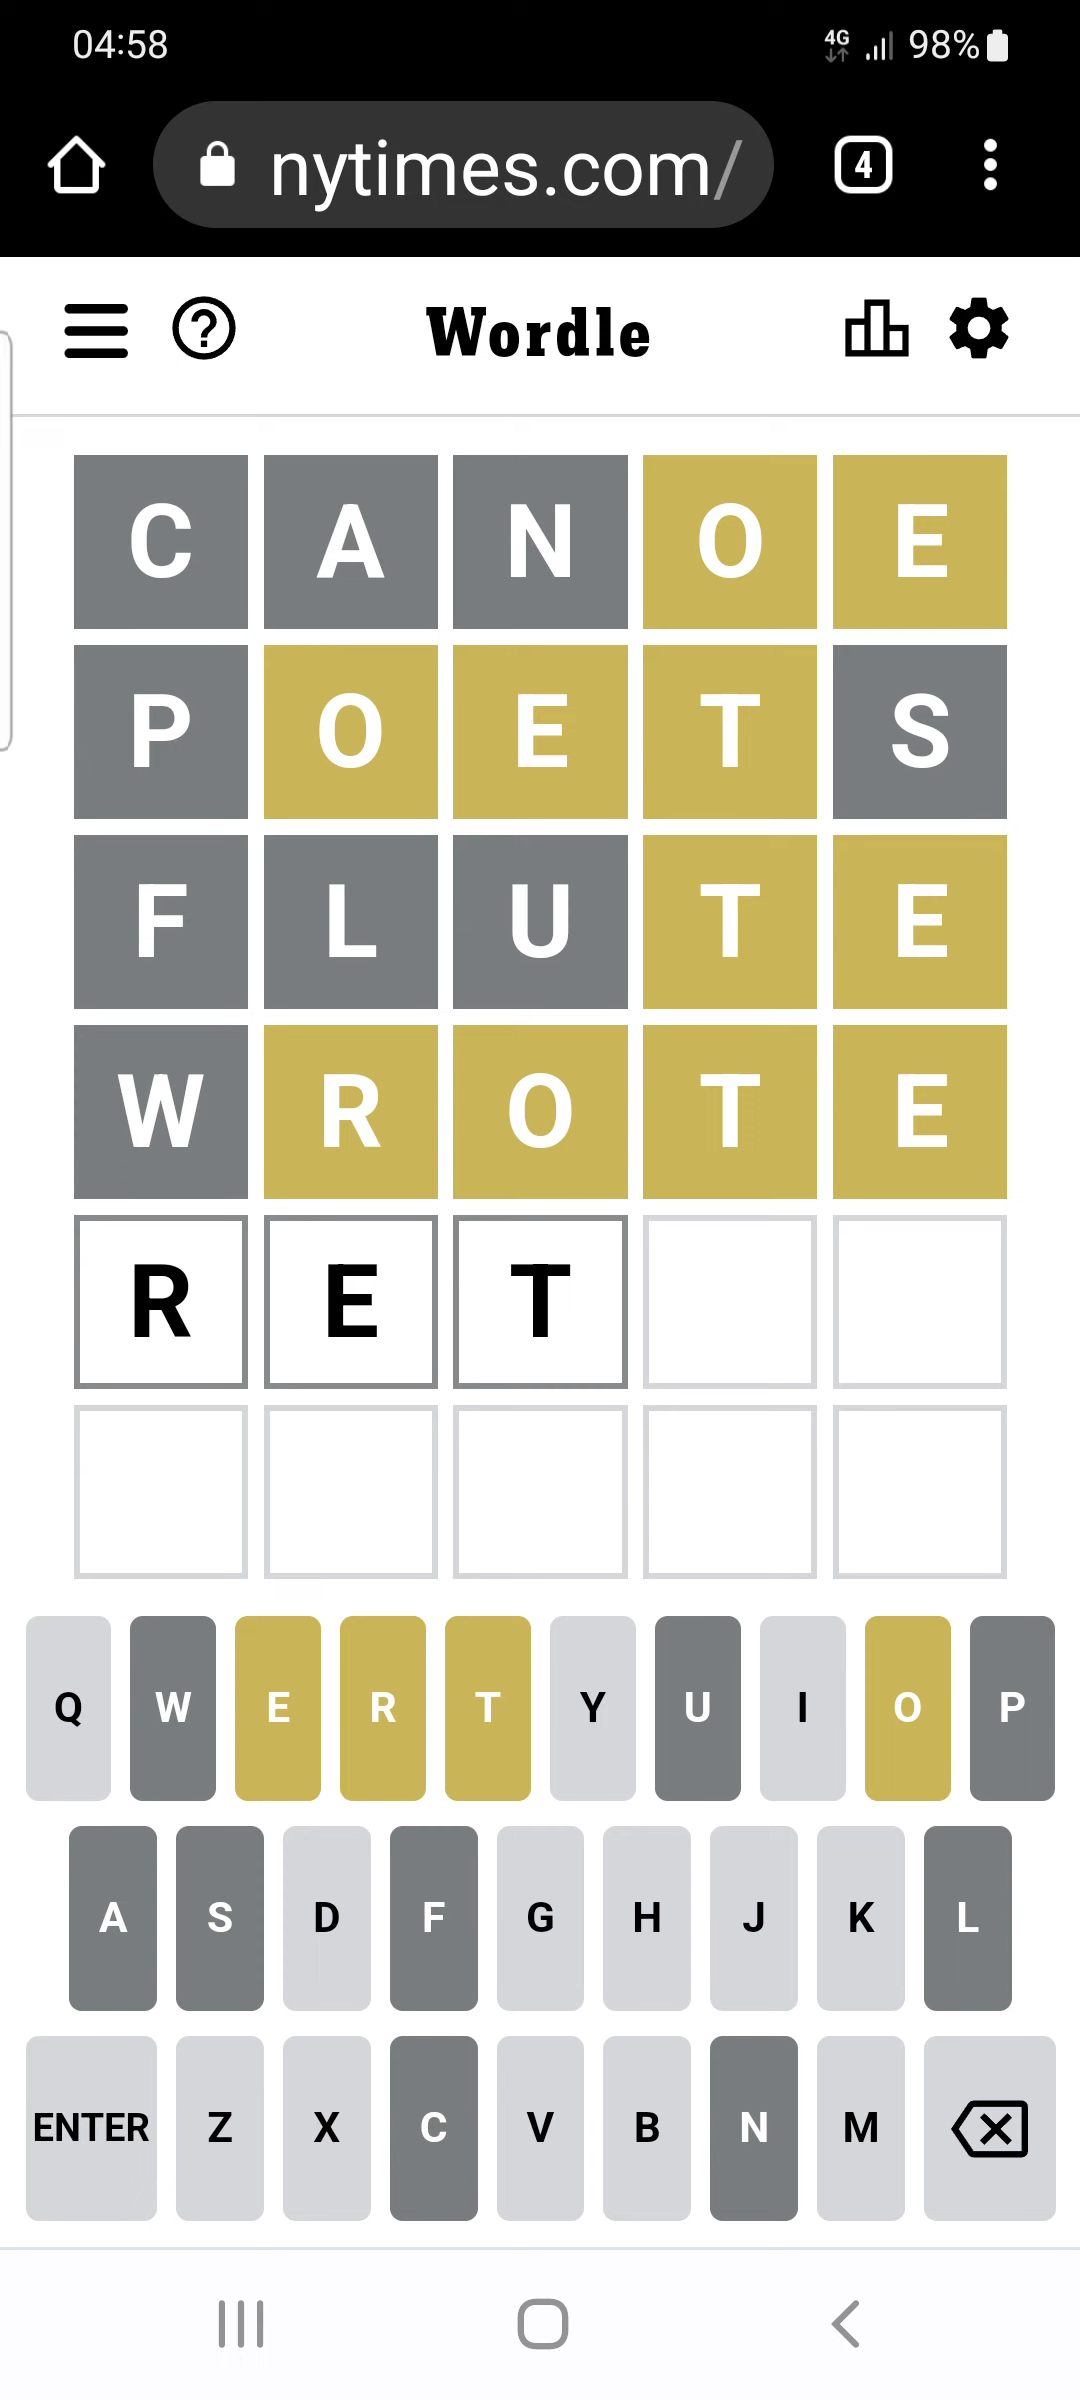 04:58 4G 98%
nytimes.com/ 4
? Wordle
C A N O E
P O E T S
F L U T E
W R O T E
R E T
Q W E R T Y U I O P
A S D F G H J K L
ENTER Z X C V B N M